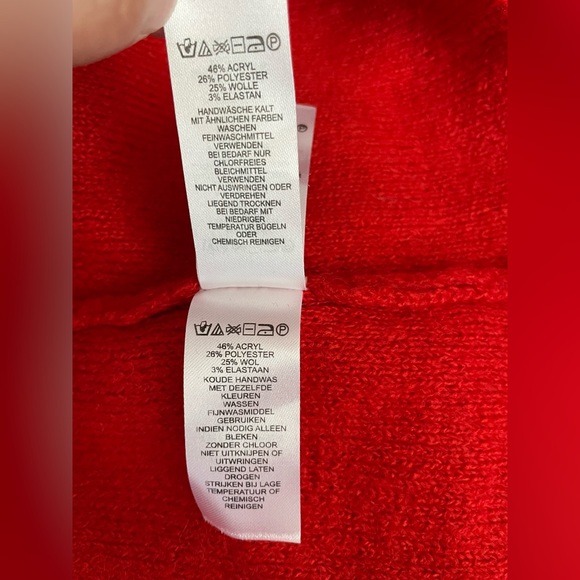 46% ACRYL
26% POLYESTER
25% WOLLE
3% ELASTAN
HANDWÄSCHE KALT
MIT ÄHNLICHEN FARBEN
WASCHEN
FEINWASCHMITTEL
VERWENDEN
BEI BEDARF NUR
CHLORFREIES
BLEICHMITTEL
VERWENDEN
NICHT AUSWRINGEN ODER
VERDREHEN
LIEGEND TROCKNEN
BEI BEDARF MIT
NIEDRIGER
TEMPERATUR BÜGELN
ODER
CHEMISCH REINIGEN
46% ACRYL
26% POLYESTER
25% WOL
3% ELASTAAN
KOUDE HANDWAS
MET DEZELFDE
KLEUREN
WASSEN
FIJNWASMIDDEL
GEBRUIKEN
INDIEN NODIG ALLEEN
BLEKEN
ZONDER CHLOOR
NIET UITKNIJPEN OF
UITWRINGEN
LIGGEND LATEN
DROGEN
STRIJKEN BIJ LAGE
TEMPERATUUR OF
CHEMISCH
REINIGEN